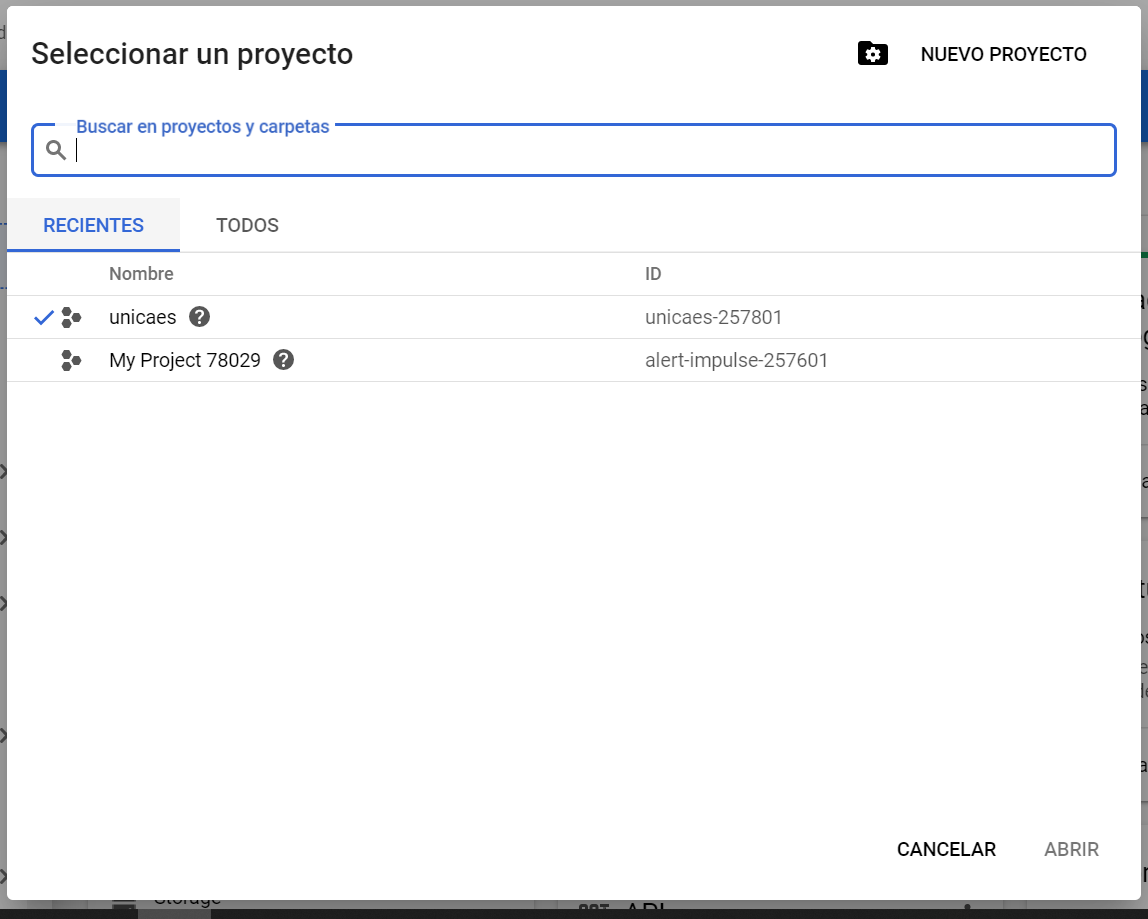 Seleccionar un proyecto
NUEVO PROYECTO
Buscar en proyectos y carpetas
RECIENTES
TODOS
Nombre
ID
unicaes
unicaes-257801
My Project 78029
alert-impulse-257601
CANCELAR
ABRIR
Storage
API